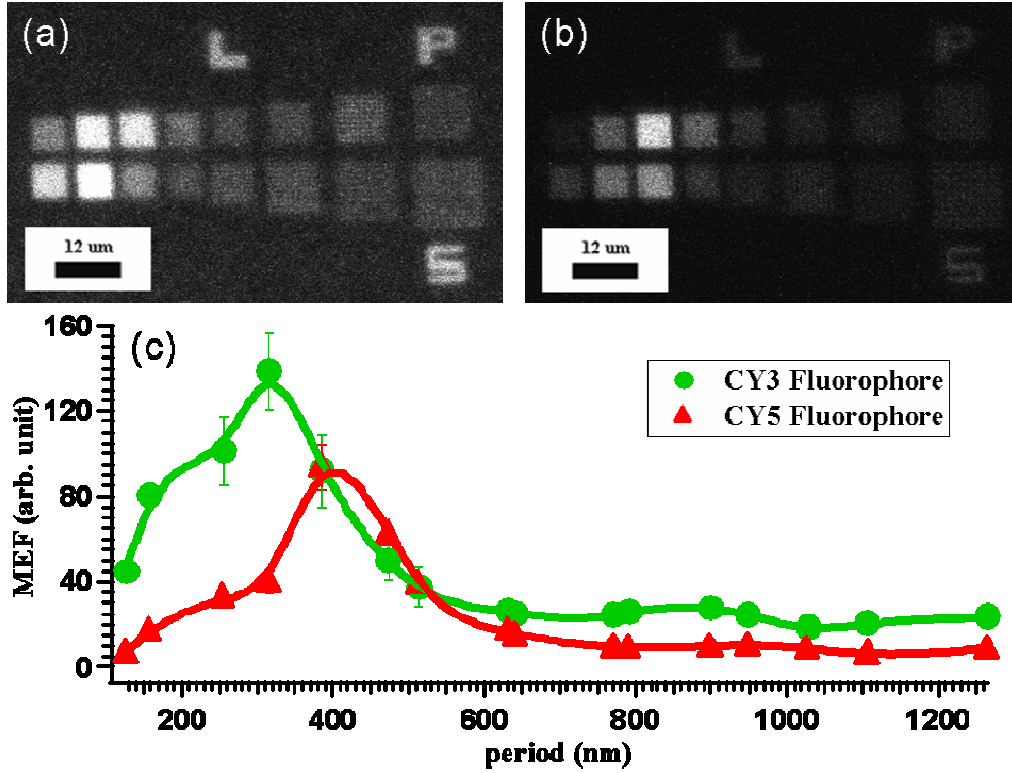 (a)
L P
12 um
S
(b)
L P
12 um
S
(c)
CY3 Fluorophore
CY5 Fluorophore
MEF (arb. unit)
160
120
80
40
0
200 400 600 800 1000 1200
period (nm)